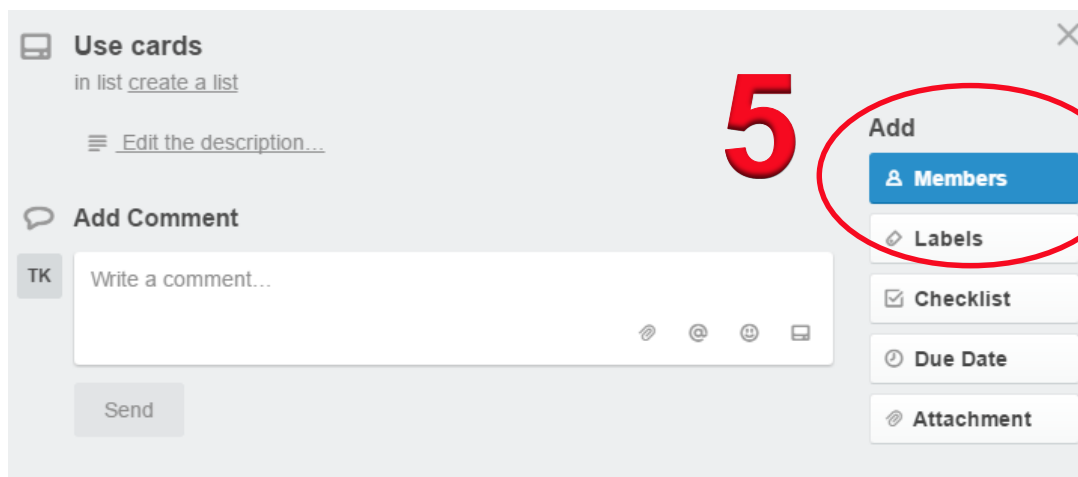 Use cards
in list create a list
Edit the description...
Add Comment
TK
Write a comment...
Send
5
Add
Members
Labels
Checklist
Due Date
Attachment